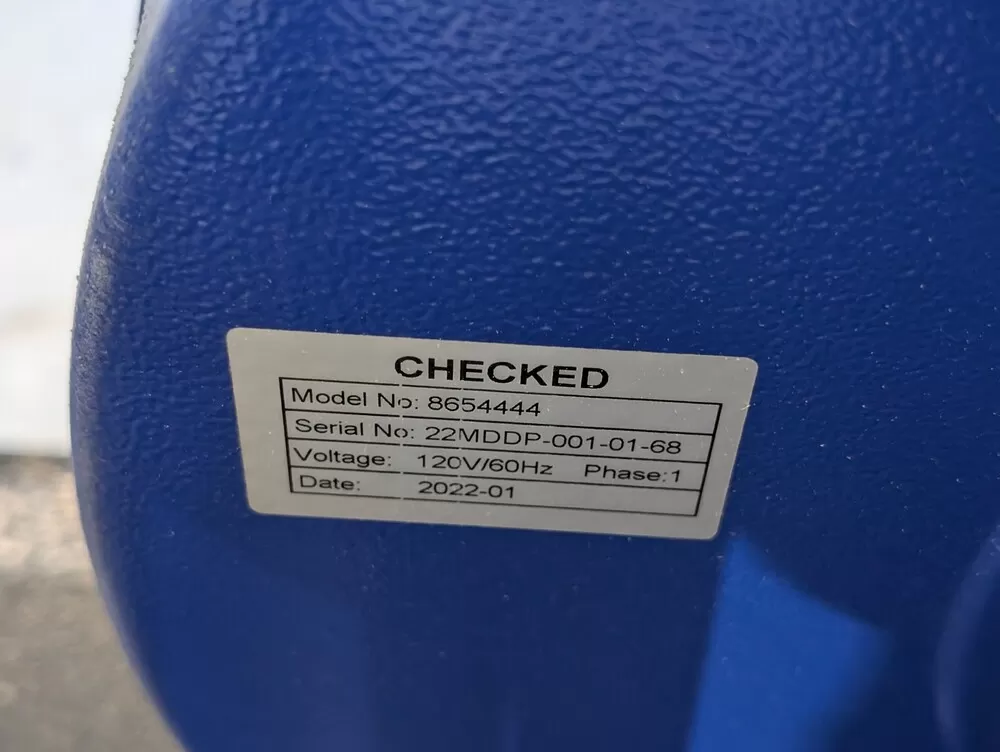 CHECKED
Model No: 8654444
Serial No: 22MDDP-001-01-68
Voltage: 120V/60Hz Phase:1
Date: 2022-01